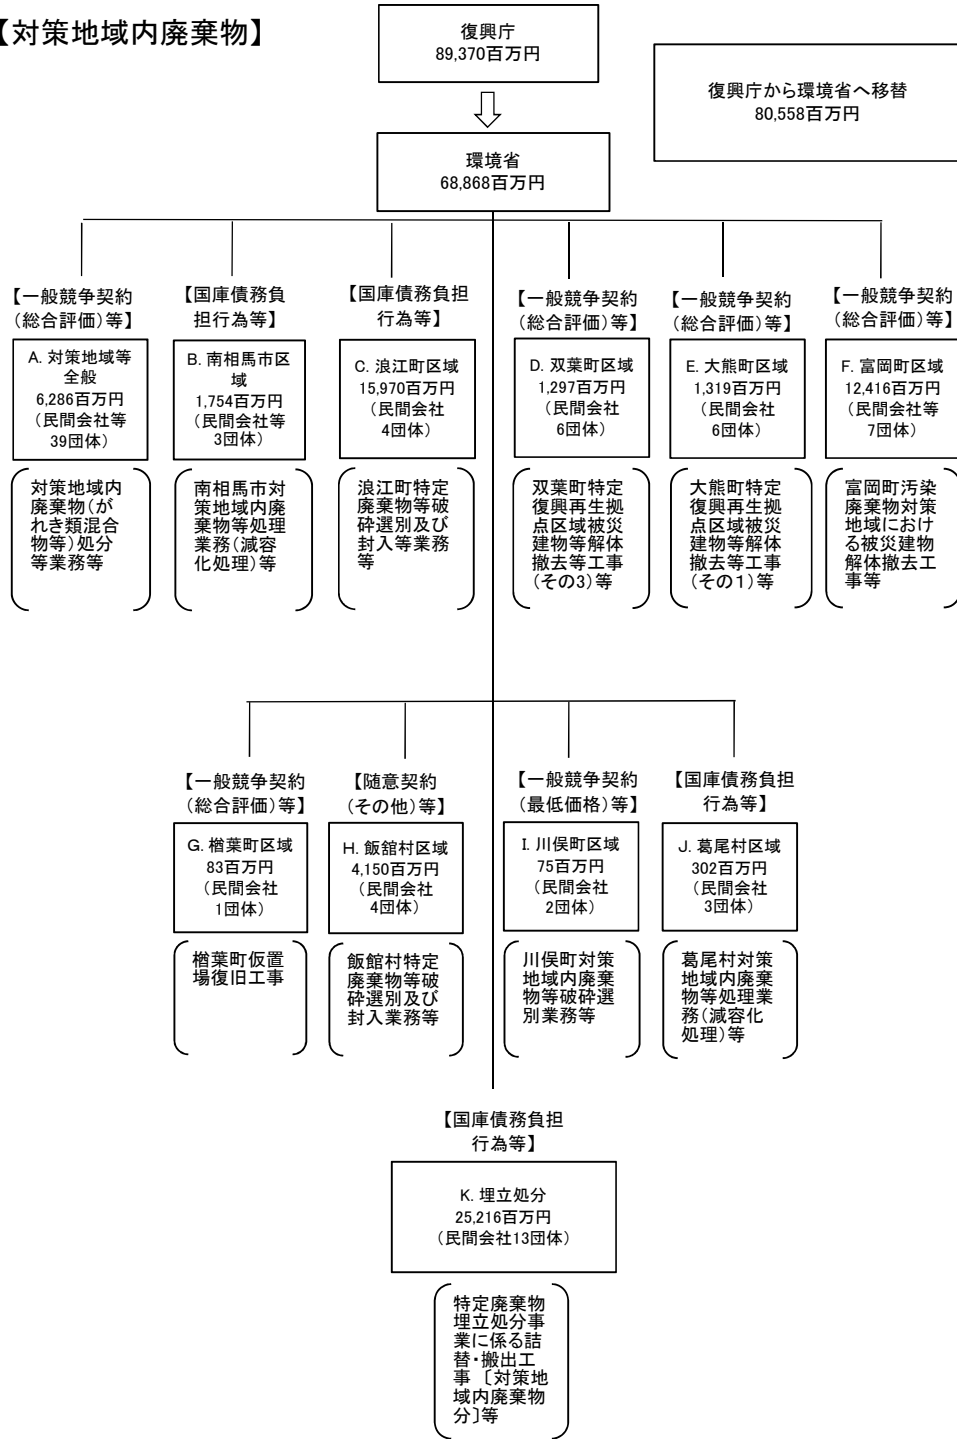 【対策地域内廃棄物】
復興庁
89,370百万円
復興庁から環境省へ移替
80,558百万円
環境省
68,868百万円
【一般競争契約
(総合評価)等】
A. 対策地域等
全般
6,286百万円
(民間会社等
39団体)
対策地域内
廃棄物(が
れき類混合
物等)処分
等業務等
【国庫債務負
担行為等】
B. 南相馬市区
域
1,754百万円
(民間会社等
3団体)
南相馬市対
策地域内廃
棄物等処理
業務(減容
化処理)等
【国庫債務負担
行為等】
C. 浪江町区域
15,970百万円
(民間会社
4団体)
浪江町特定
廃棄物等破
砕選別及び
封入等業務
等
【一般競争契約
(総合評価)等】
D. 双葉町区域
1,297百万円
(民間会社
6団体)
双葉町特定
復興再生拠
点区域被災
建物等解体
撤去等工事
(その3)等
【一般競争契約
(総合評価)等】
E. 大熊町区域
1,319百万円
(民間会社
6団体)
大熊町特定
復興再生拠
点区域被災
建物等解体
撤去等工事
(その1)等
【一般競争契約
(総合評価)等】
F. 富岡町区域
12,416百万円
(民間会社等
7団体)
富岡町汚染
廃棄物対策
地域におけ
る被災建物
解体撤去工
事等
【一般競争契約
(総合評価)等】
G. 楢葉町区域
83百万円
(民間会社
1団体)
楢葉町仮置
場復旧工事
【随意契約
(その他)等】
H. 飯舘村区域
4,150百万円
(民間会社
4団体)
飯館村特定
廃棄物等破
砕選別及び
封入業務等
【一般競争契約
(最低価格)等】
I. 川俣町区域
75百万円
(民間会社
2団体)
川俣町対策
地域内廃棄
物等破砕選
別業務等
【国庫債務負担
行為等】
J. 葛尾村区域
302百万円
(民間会社
3団体)
葛尾村対策
地域内廃棄
物等処理業
務(減容化
処理)等
【国庫債務負担
行為等】
K. 埋立処分
25,216百万円
(民間会社13団体)
特定廃棄物
埋立処分事
業に係る詰
替・搬出工
事〔対策地
域内廃棄物
分〕等